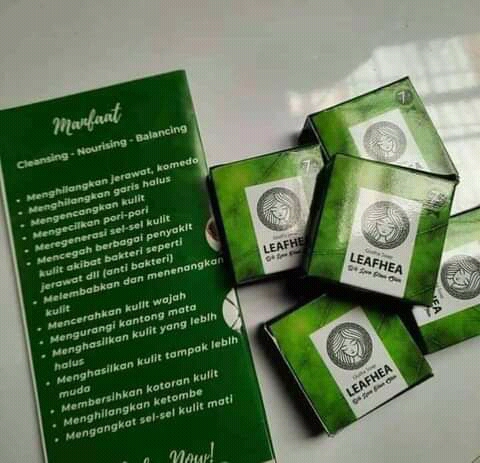 Manfaat
Cleansing - Nourising - Balancing
Menghilangkan jerawat, komedo
Menghilangkan garis halus
Mengencangkan kulit
Mengecilkan pori-pori
Meregenerasi sel-sel kulit
Mencegah berbagai penyakit
kulit akibat bakteri seperti
jerawat dll (anti bakteri)
Melembabkan dan menenangkan
kulit
Mencerahkan kulit wajah
Mengurangi kantong mata
Menghasilkan kulit yang lebih
halus
Menghasilkan kulit tampak lebih
muda
Membersihkan kotoran kulit
Menghilangkan ketombe
Mengangkat sel-sel kulit mati
Now!
LEAFHEA
LEAFHEA
LEAFHEA